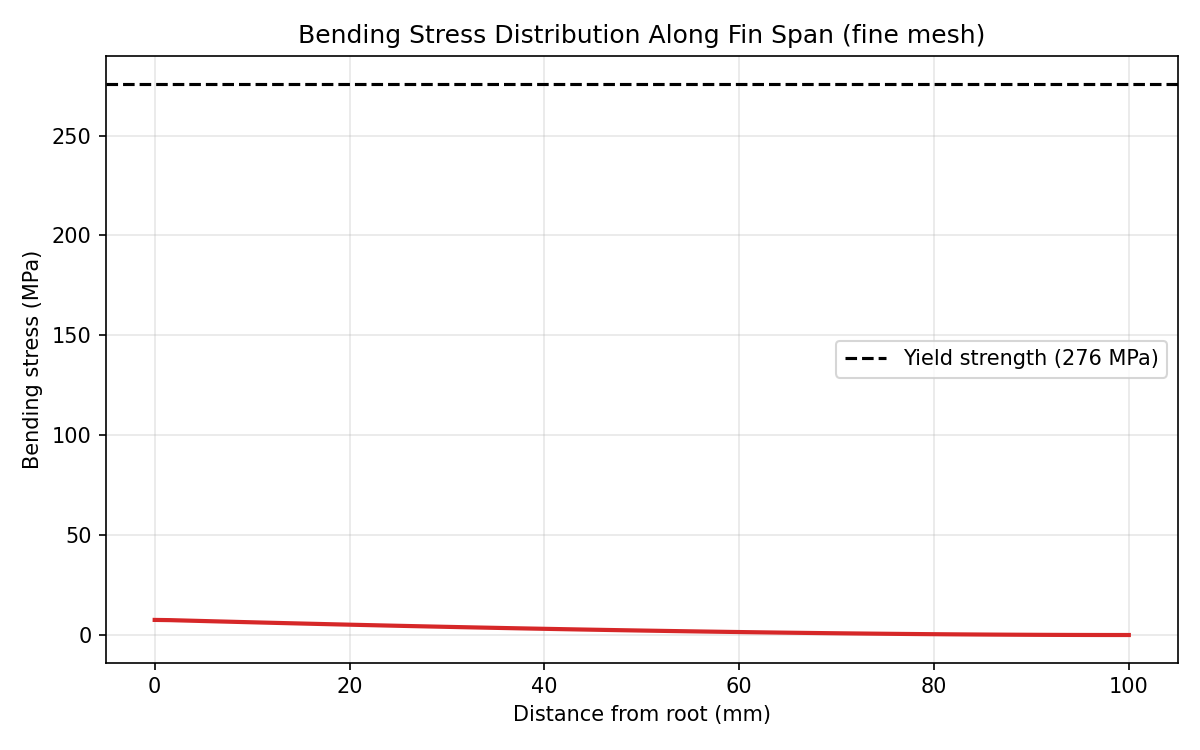 Bending Stress Distribution Along Fin Span (fine mesh)
Bending stress (MPa)
250
200
150
100
50
0
Yield strength (276 MPa)
0 20 40 60 80 100
Distance from root (mm)